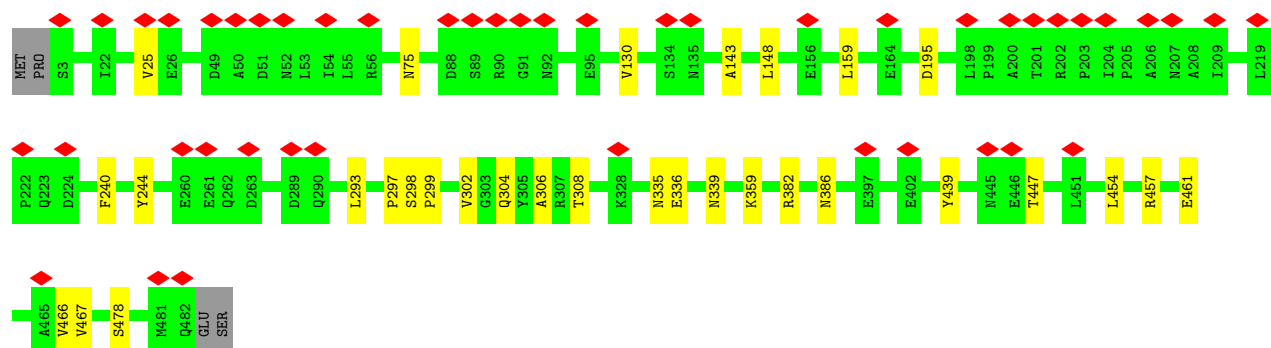 MET PRO S3 I22 V25 E26 D49 A50 D51 N52 L53 I54 L55 R56 N75 D88 S89 R90 G91 N92 E95 V130 S134 N135 A143 L148 E156 L159 E164 D195 L198 P199 A200 T201 R202 P203 I204 P205 A206 N207 A208 I209 L219
P222 Q223 D224 F240 Y244 E260 E261 Q262 D263 D289 Q290 L293 P297 S298 P299 V302 G303 Q304 Y305 A306 R307 T308 K328 N335 E336 N339 K359 R382 N386 E397 E402 Y439 N445 E446 T447 L451 L454 R457 E461
A465 V466 V467 S478 M481 Q482 GLU SER